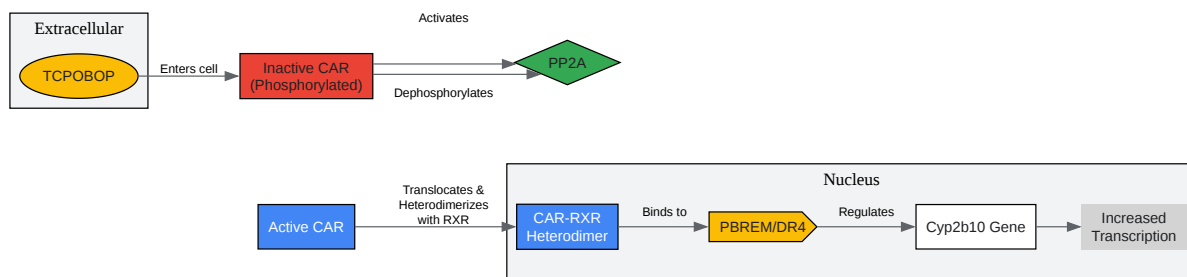 Extracellular
TCPOBOP
Enters cell
Inactive CAR
(Phosphorylated)
Activates
Dephosphorylates
PP2A
Active CAR
Translocates &
Heterodimerizes
with RXR
Nucleus
CAR-RXR
Heterodimer
Binds to
PBREM/DR4
Regulates
Cyp2b10 Gene
Increased
Transcription